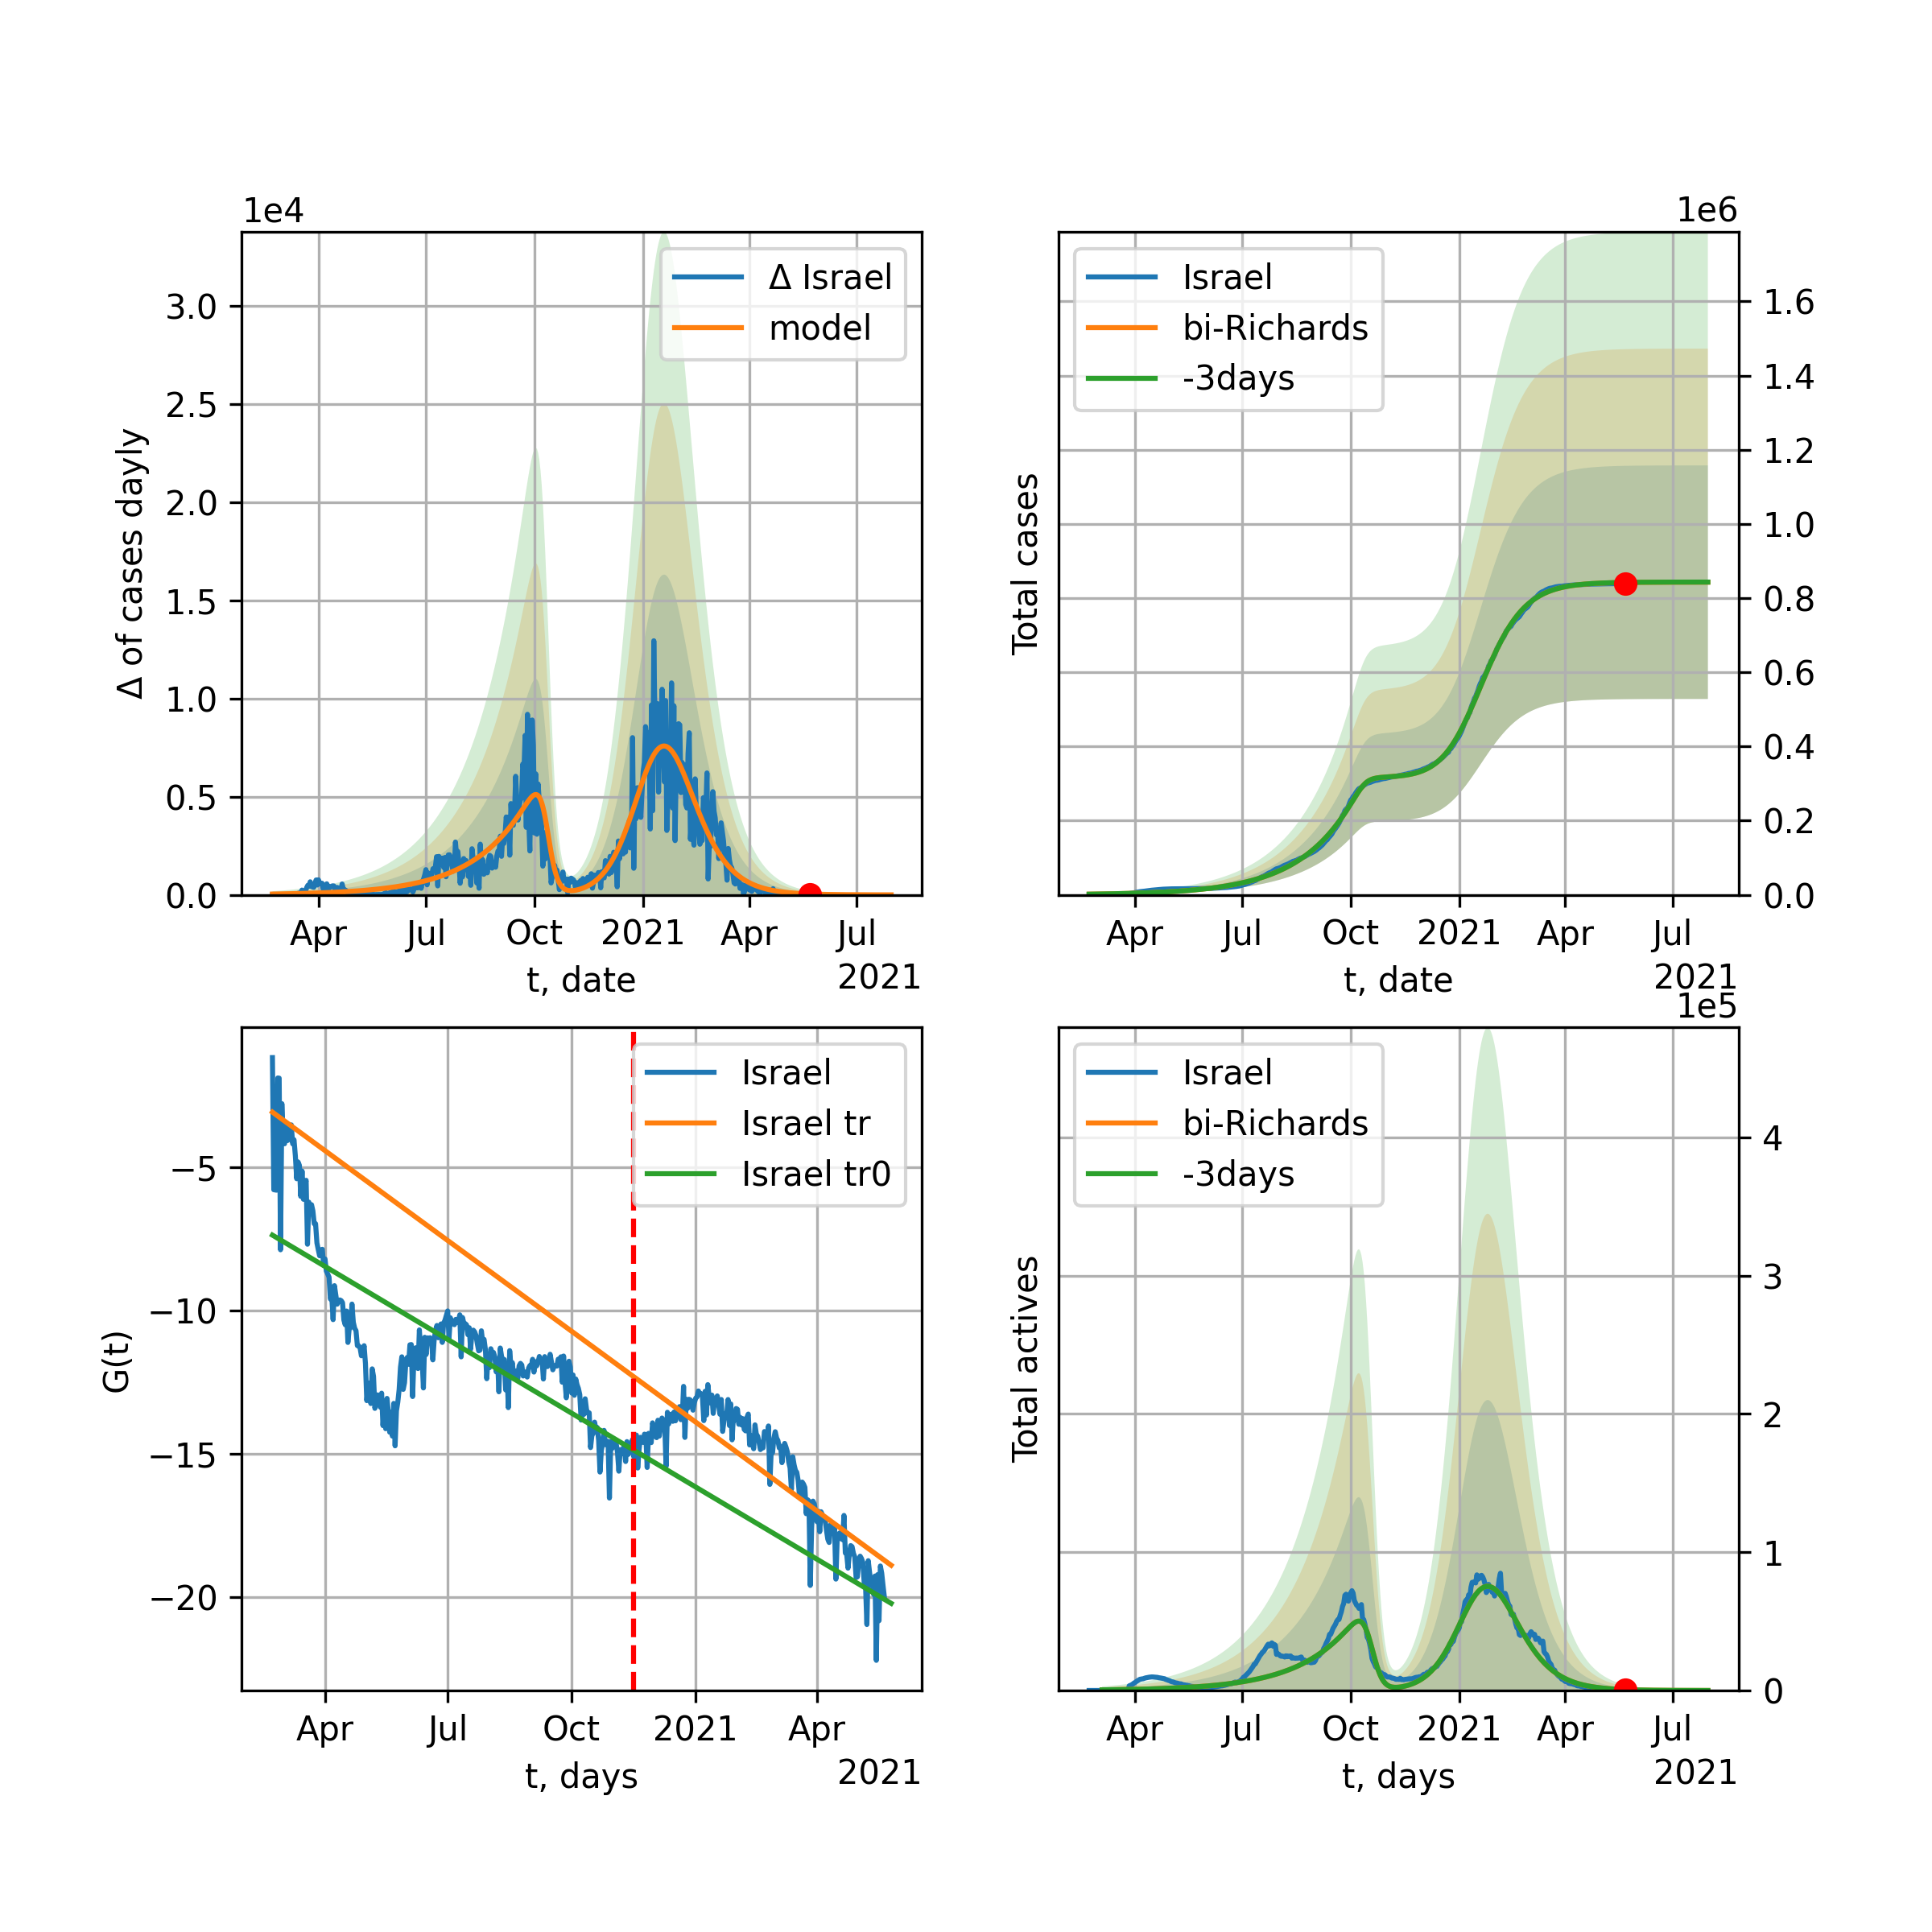 1e4
Δ of cases dayly
3.0
2.5
2.0
1.5
1.0
0.5
0.0
Δ Israel
model
Apr Jul Oct 2021 Apr Jul
t, date
2021
1e6
Total cases
Israel
bi-Richards
-3days
1.6
1.4
1.2
1.0
0.8
0.6
0.4
0.2
0.0
Apr Jul Oct 2021 Apr Jul
t, date
2021
G(t)
−5
−10
−15
−20
Israel
Israel tr
Israel tr0
Apr Jul Oct 2021 Apr
t, days
2021
1e5
Total actives
Israel
bi-Richards
-3days
4
3
2
1
0
Apr Jul Oct 2021 Apr Jul
t, days
2021